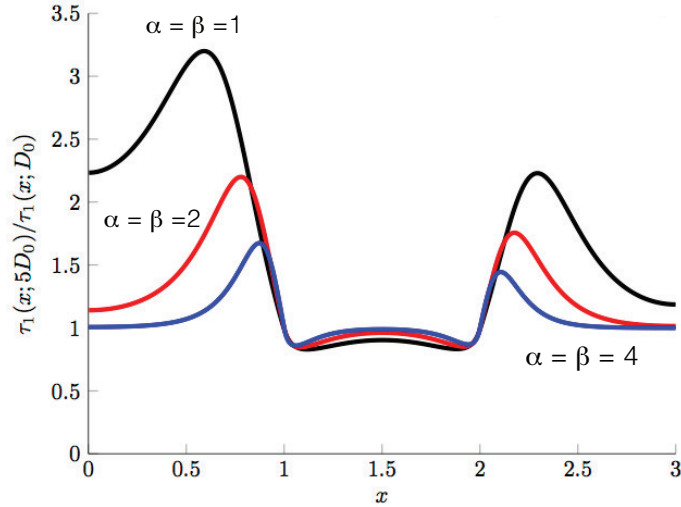 3.5
α = β =1
3
2.5
τ₁(x; 5D₀)/τ₁(x; D₀)
2
α = β =2
1.5
1
α = β = 4
0.5
0
0 0.5 1 1.5 2 2.5 3
x